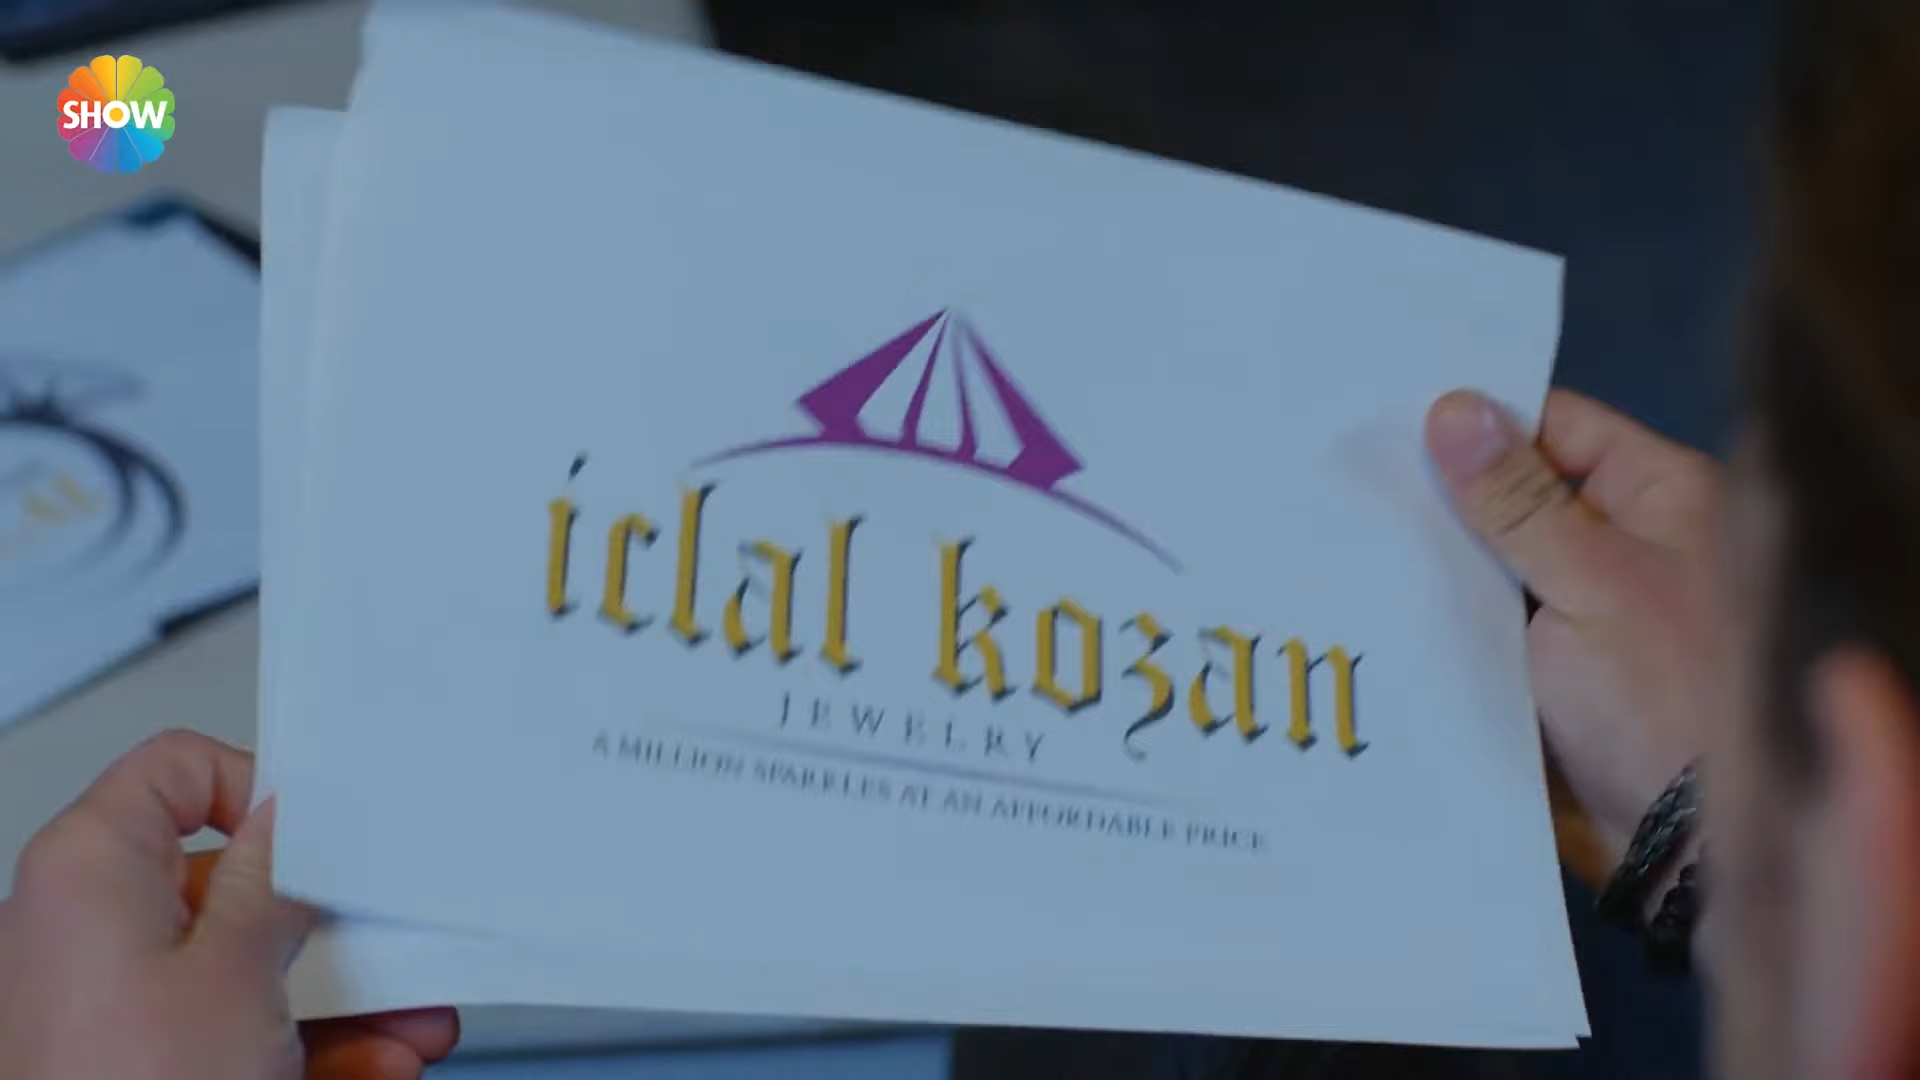 SHOW
iclal kozan
JEWELRY
A MILLION SPARKLES AT AN AFFORDABLE PRICE